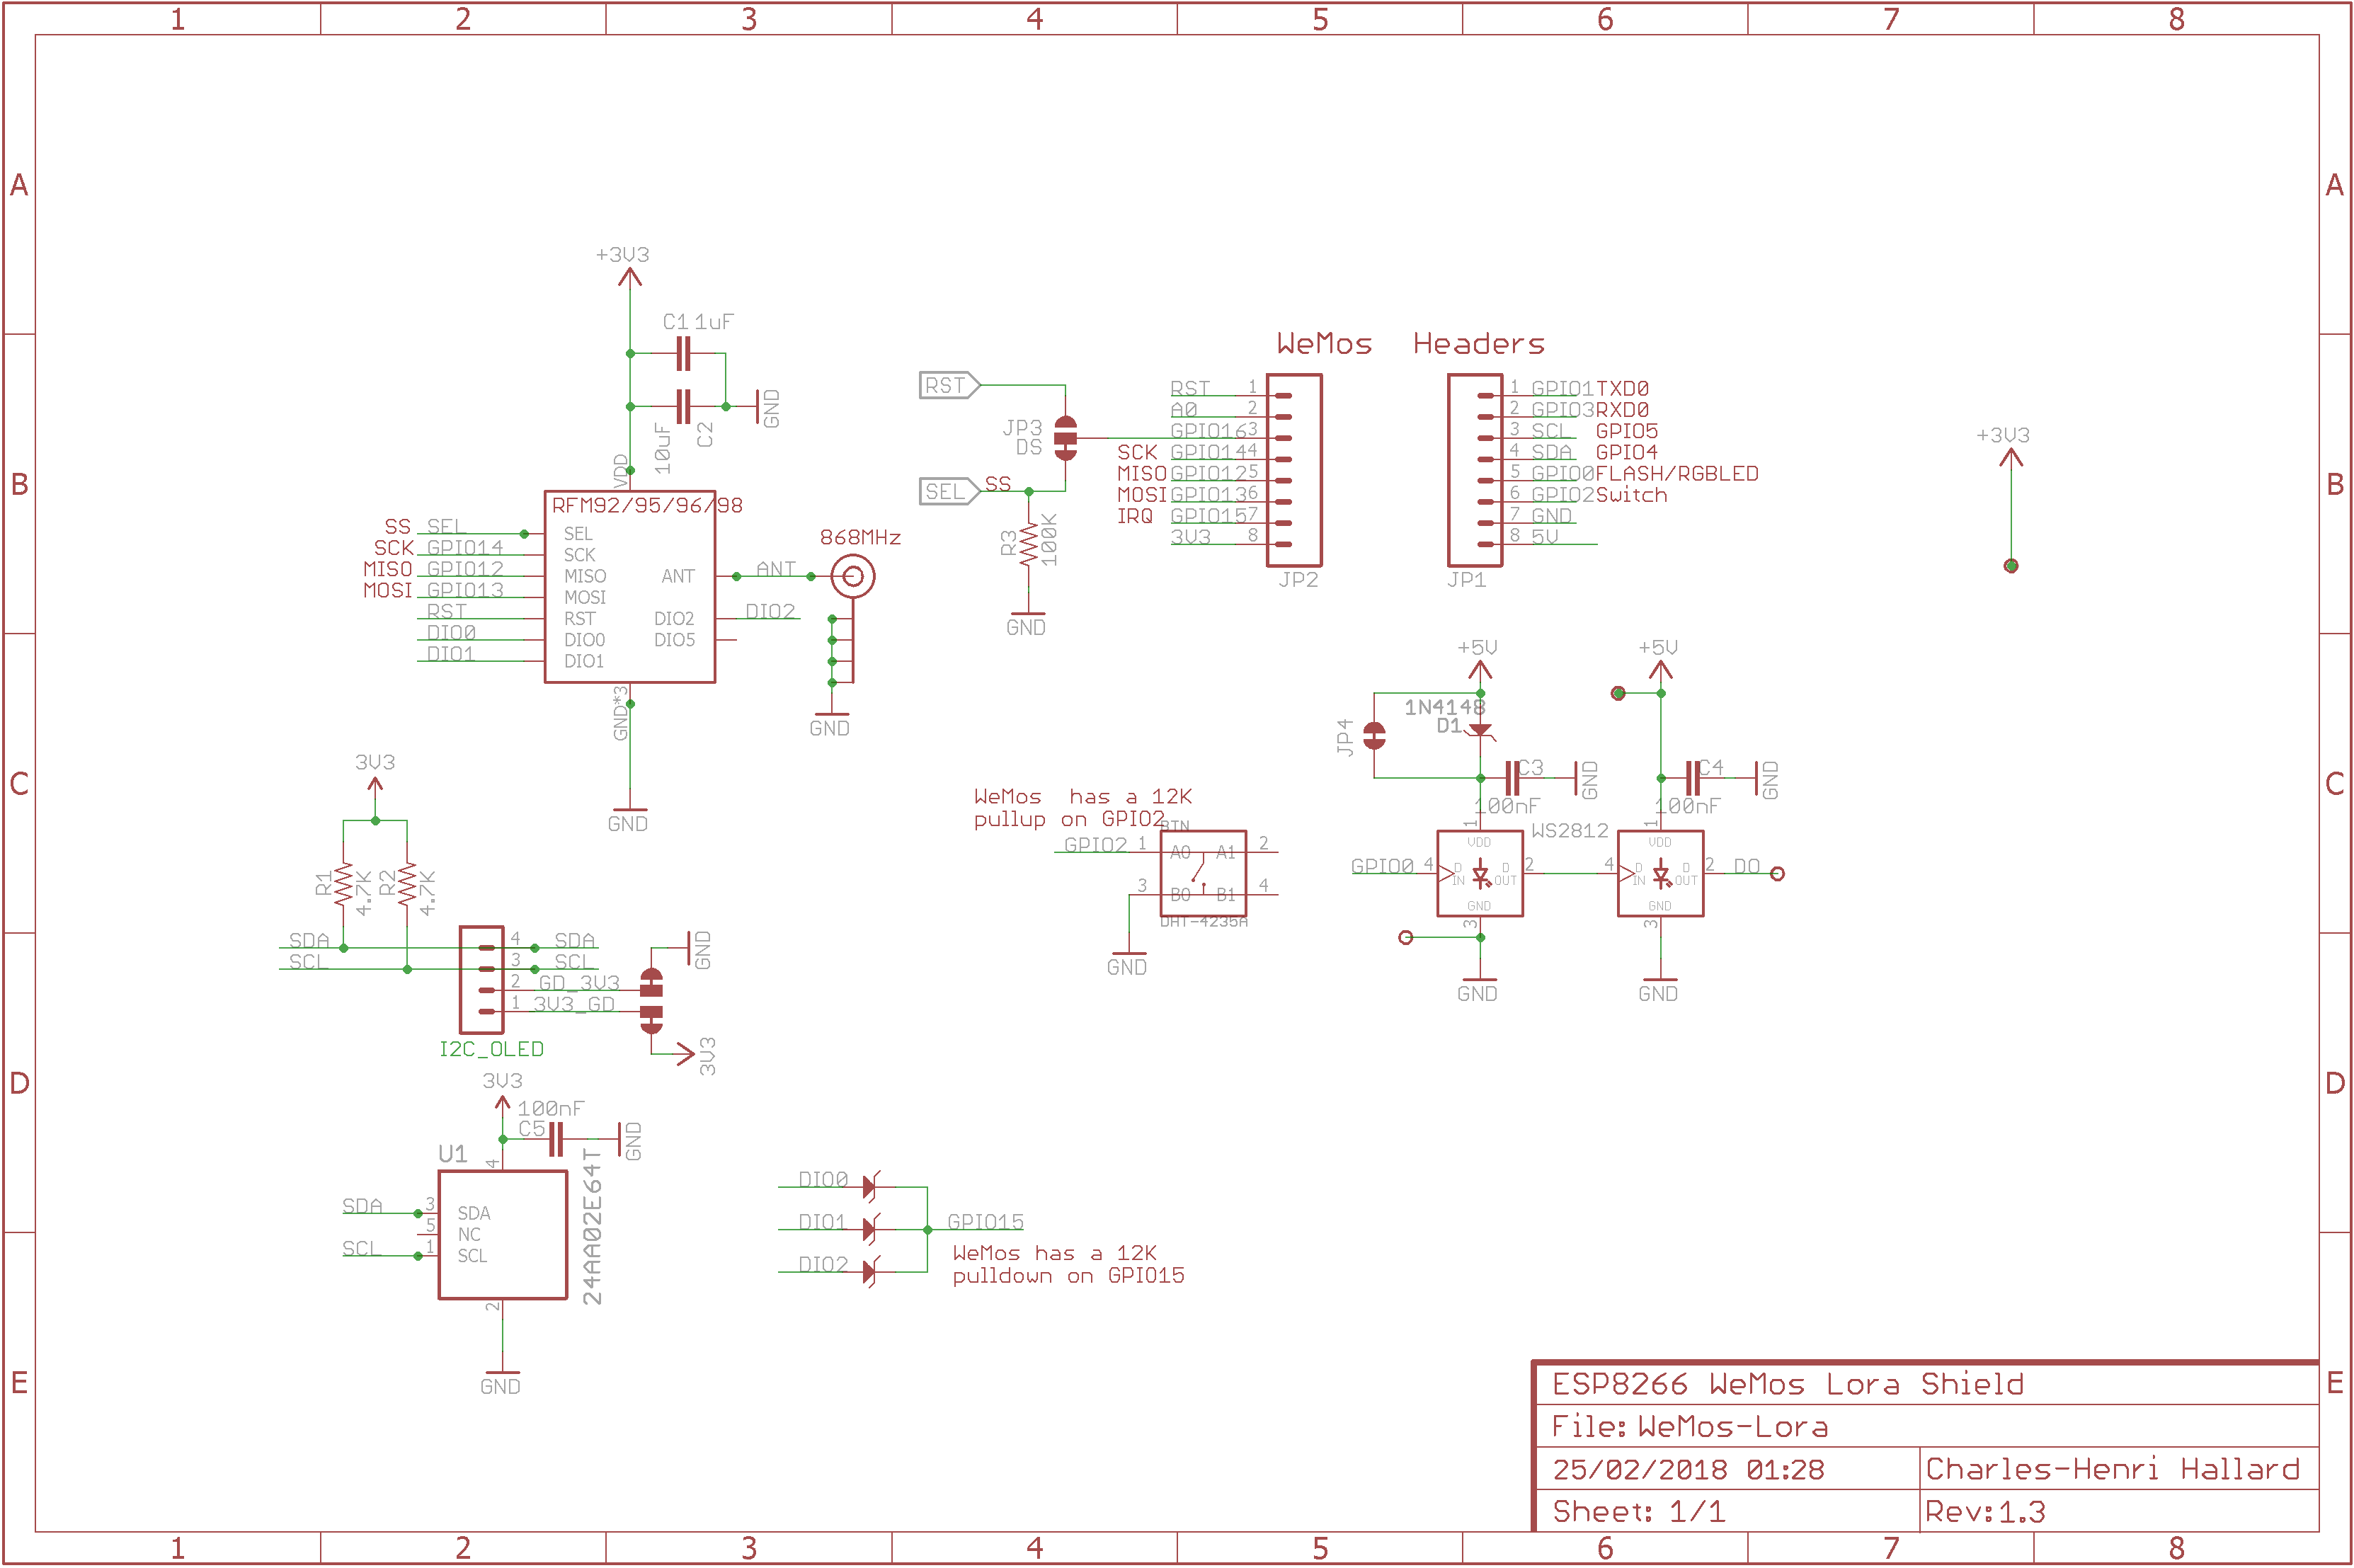 1 2 3 4 5 6 7 8
A A
+3V3
C1 1uF
10uF C2 GND
VDD
RFM92/95/96/98
SS SEL SEL
SCK GPIO14 SCK
MISO GPIO12 MISO ANT ANT
MOSI GPIO13 MOSI
RST RST DIO2 DIO2
DIO0 DIO0 DIO5
DIO1 DIO1
GND*3
GND
868MHz
GND
RST
JP3
DS
SEL SS
R3 100K
GND
WeMos Headers
RST 1
A0 2
GPIO16 3
SCK GPIO14 4
MISO GPIO12 5
MOSI GPIO13 6
IRQ GPIO15 7
3V3 8
JP2
1 GPIO1 TXD0
2 GPIO3 RXD0
3 SCL GPIO5
4 SDA GPIO4
5 GPIO0 FLASH/RGBLED
6 GPIO2 Switch
7 GND
8 5V
JP1
+3V3
B B
+5V +5V
JP4
1N4148
D1
C3 GND
100nF
C4 GND
100nF
WS2812
GPIO0 4 1 VDD D IN D OUT GND 3 2
4 1 VDD D IN D OUT GND 3 2 DO
GND GND
C C
WeMos has a 12K
pullup on GPIO2
BTN
GPIO2 1 A0 A1 2
3 B0 B1 4
DHT-4235A
GND
3V3
R1 4.7K R2 4.7K
SDA 4 SDA
SCL 3 SCL
2 GD_3V3
1 3V3_GD
GND
3V3
I2C_OLED
D D
3V3
100nF
C5 GND
U1
4
SDA 3 SDA
5 NC
SCL 1 SCL
2
24AA02E64T
GND
DIO0
DIO1 GPIO15
DIO2
WeMos has a 12K
pulldown on GPIO15
E E
ESP8266 WeMos Lora Shield
File: WeMos-Lora
25/02/2018 01:28 Charles-Henri Hallard
Sheet: 1/1 Rev:1.3
1 2 3 4 5 6 7 8